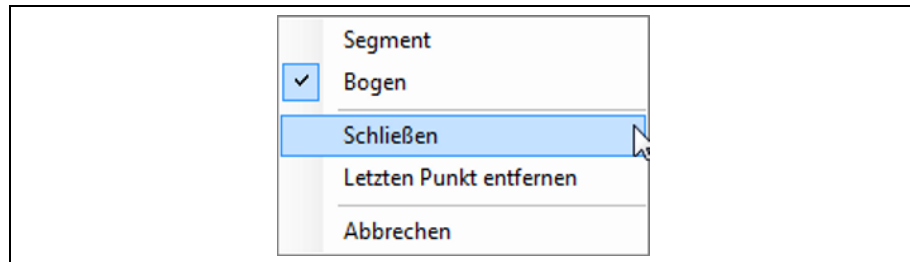 Segment
Bogen
Schließen
Letzten Punkt entfernen
Abbrechen